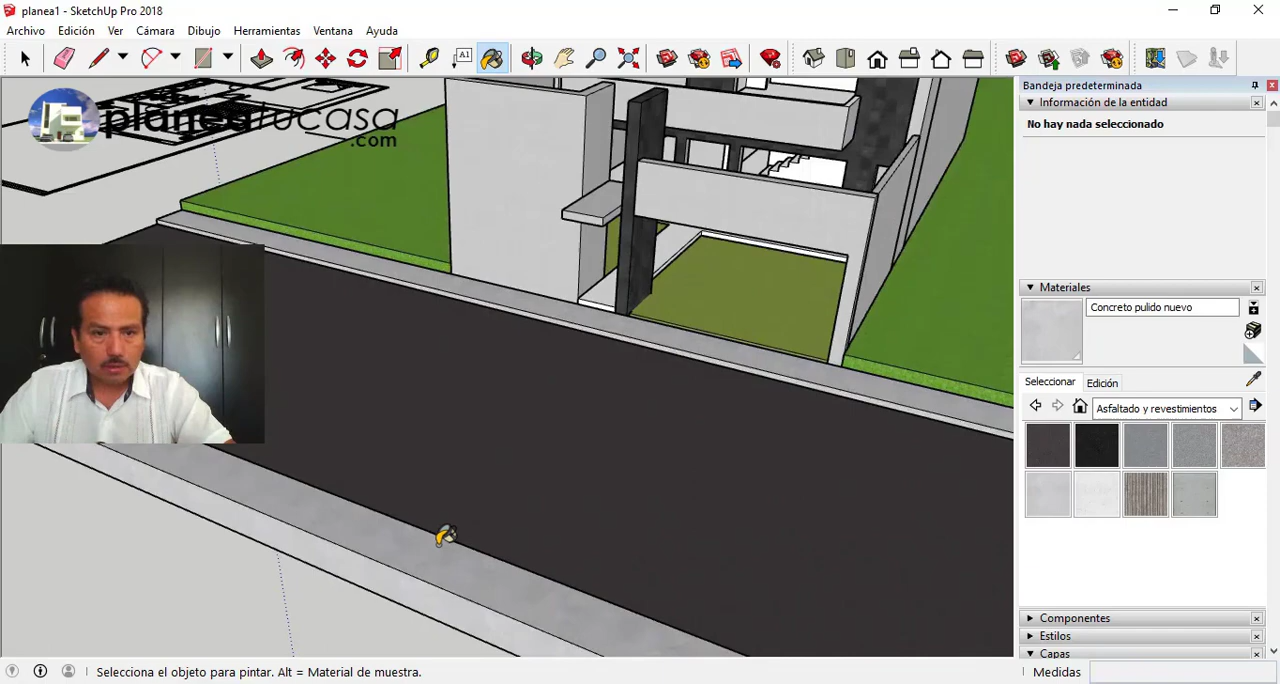 planea1 - SketchUp Pro 2018
Archivo Edición Ver Cámara Dibujo Herramientas Ventana Ayuda
A1
planeatucasa
.com
Bandeja predeterminada
Información de la entidad
No hay nada seleccionado
Materiales
Concreto pulido nuevo
Seleccionar Edición
Asfaltado y revestimientos
Componentes
Estilos
Capas
Selecciona el objeto para pintar. Alt = Material de muestra.
Medidas